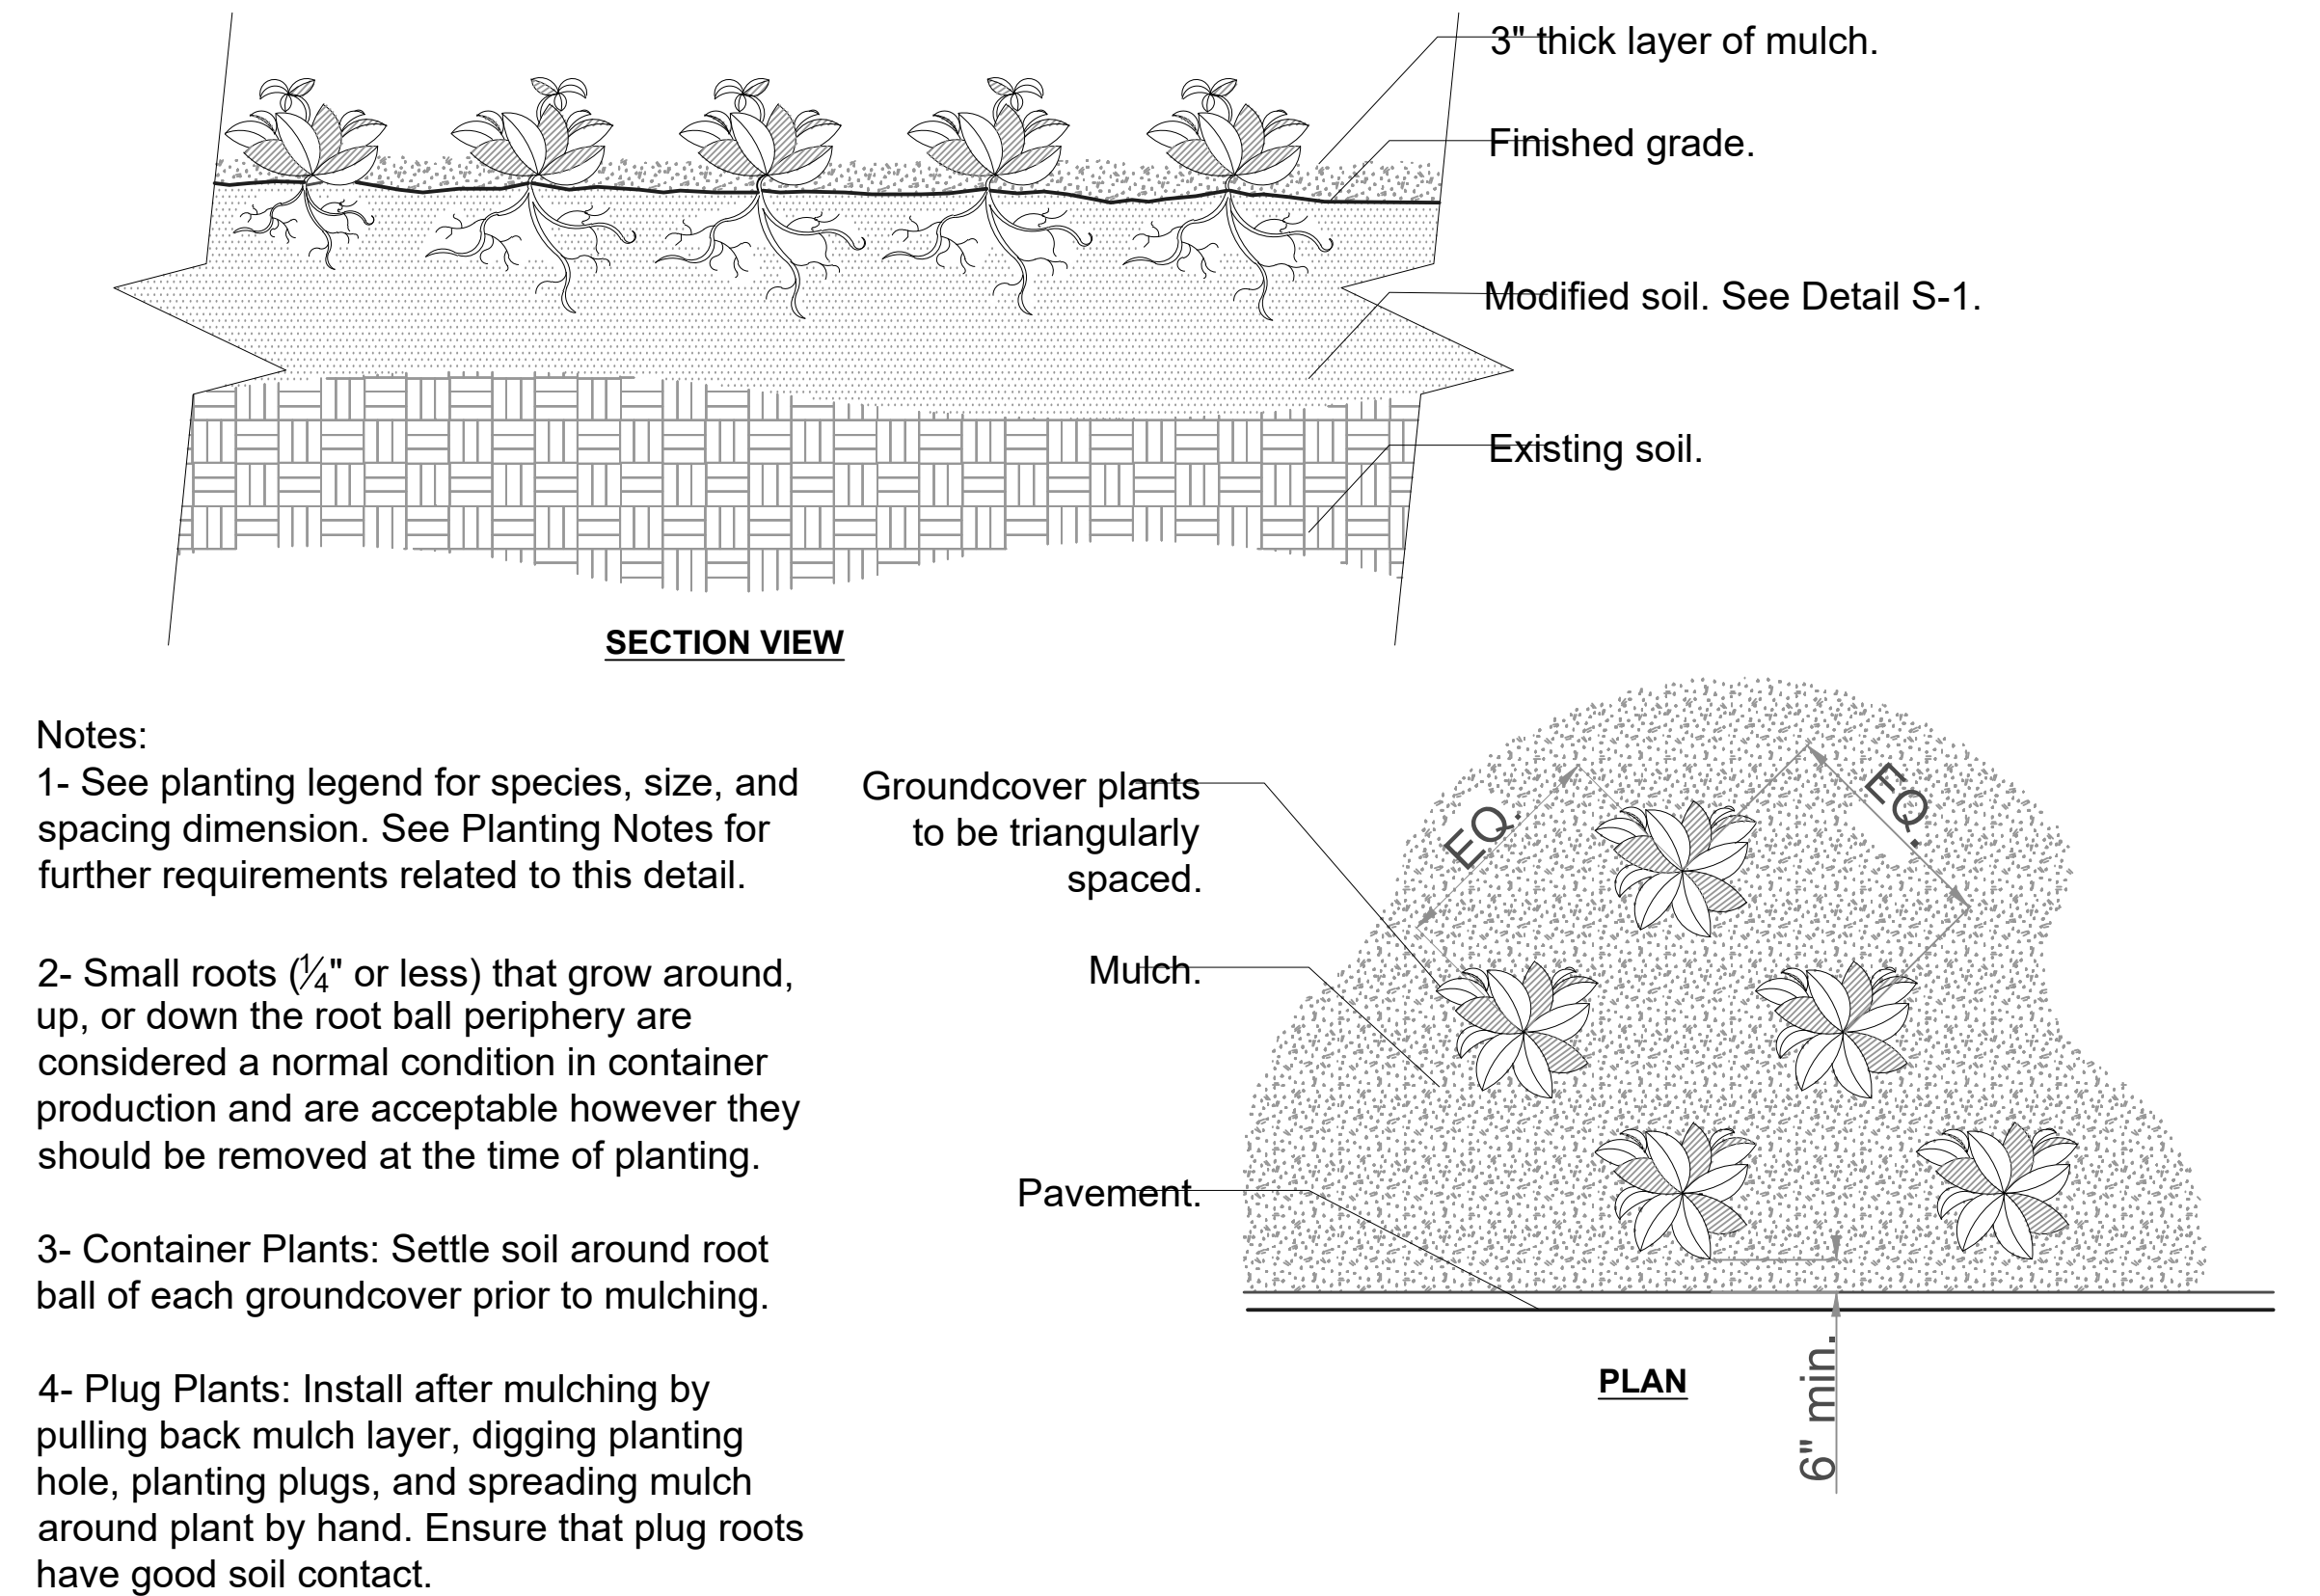 3" thick layer of mulch.
Finished grade.
Modified soil. See Detail S-1.
Existing soil.
SECTION VIEW
Notes:
1- See planting legend for species, size, and
spacing dimension. See Planting Notes for
further requirements related to this detail.
2- Small roots (¼" or less) that grow around,
up, or down the root ball periphery are
considered a normal condition in container
production and are acceptable however they
should be removed at the time of planting.
3- Container Plants: Settle soil around root
ball of each groundcover prior to mulching.
4- Plug Plants: Install after mulching by
pulling back mulch layer, digging planting
hole, planting plugs, and spreading mulch
around plant by hand. Ensure that plug roots
have good soil contact.
Groundcover plants
to be triangularly
spaced.
Mulch.
Pavement.
EQ.
EQ.
6" min.
PLAN